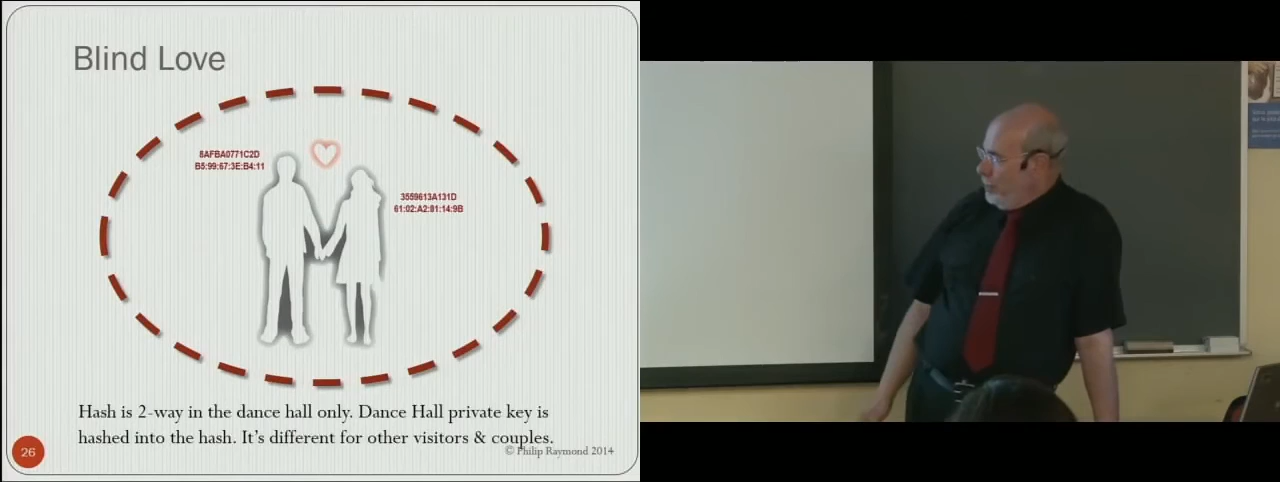 Blind Love
8AFBA0771C2D
B5:99:67:3E:B4:11
3559613A131D
61:02:A2:01:14:9B
Hash is 2-way in the dance hall only. Dance Hall private key is
hashed into the hash. It's different for other visitors & couples.
26
© Philip Raymond 2014